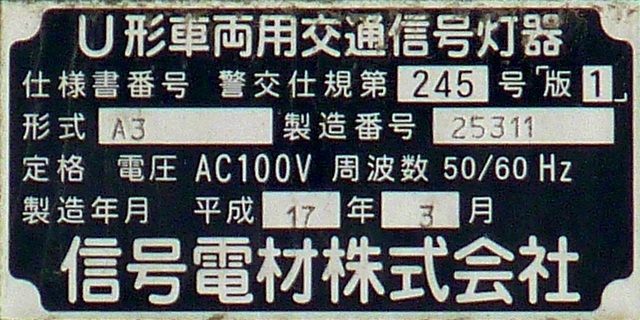 U形車両用交通信号灯器
仕様書番号 警交仕規第 245 号「版1」
形式 A3 製造番号 25311
定格 電圧 AC100V 周波数 50/60 Hz
製造年月 平成 17 年 3 月
信号電材株式会社